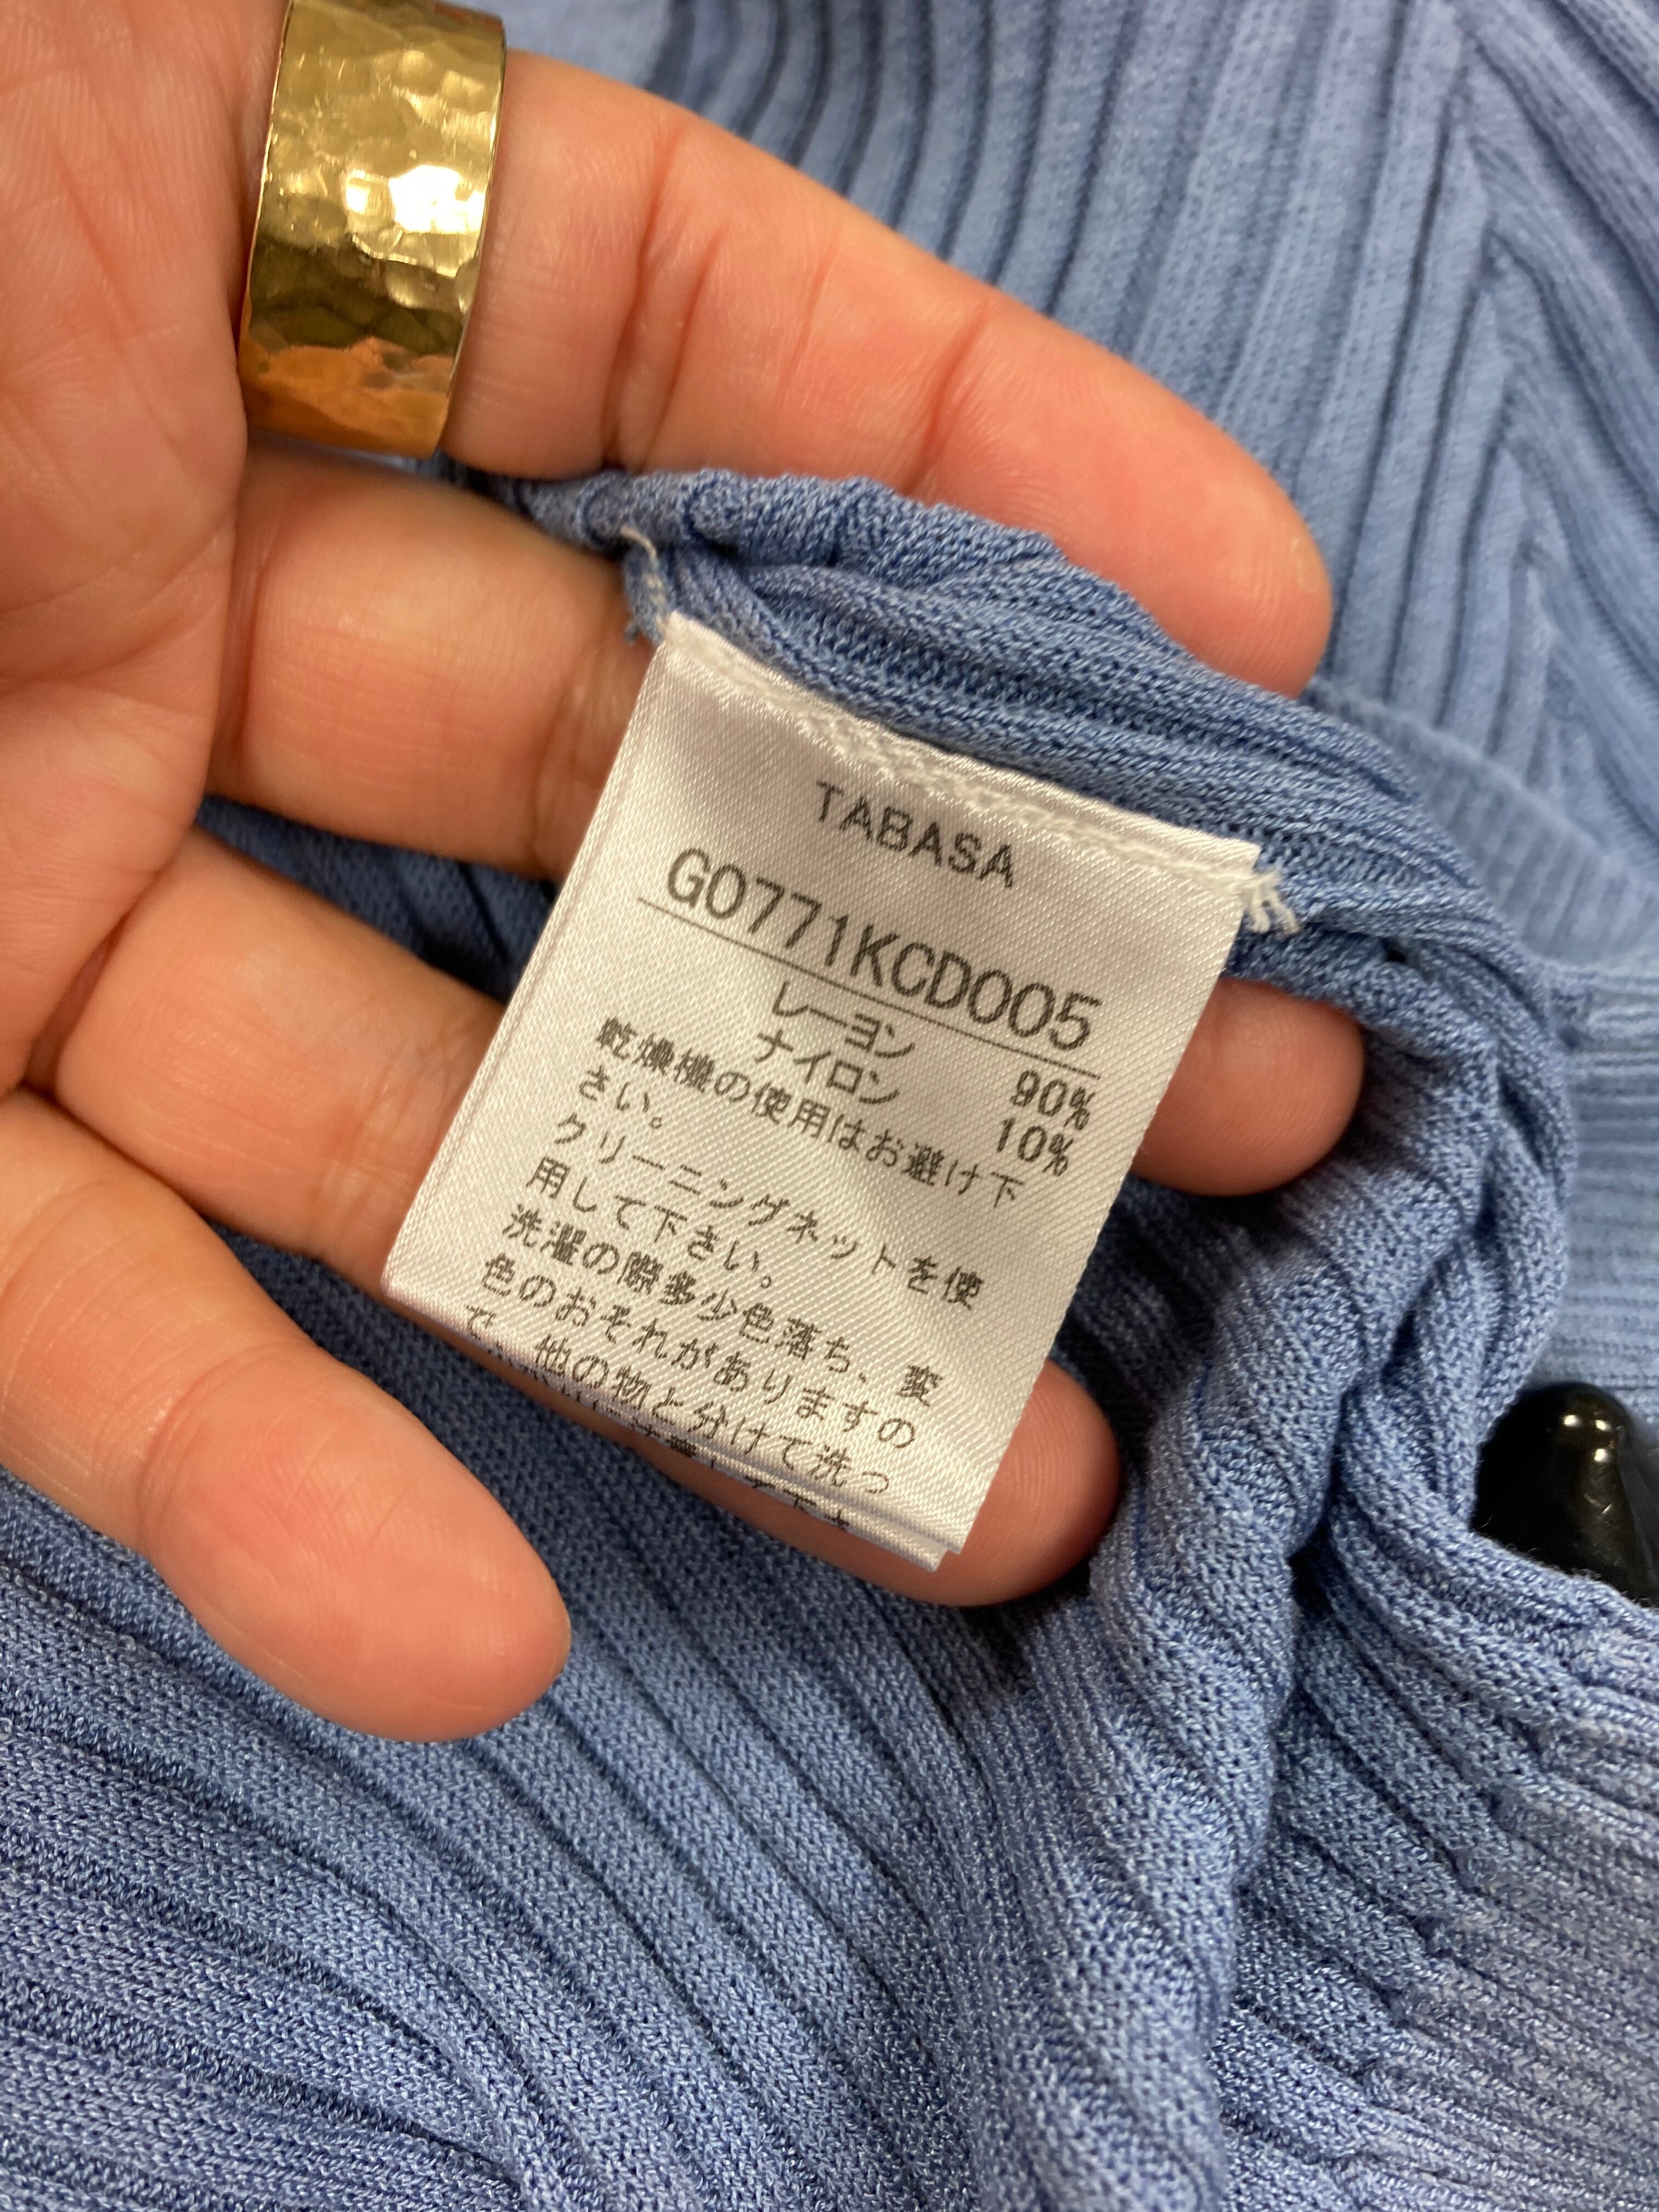 TABASA
G0771KCD005
レーヨン 90%
ナイロン 10%
乾燥機の使用はお避け下
さい。
クリーニングネットを使
用して下さい。
洗濯の際多少色落ち、変
色のおそれがありますの
で、他の物と分けて洗っ